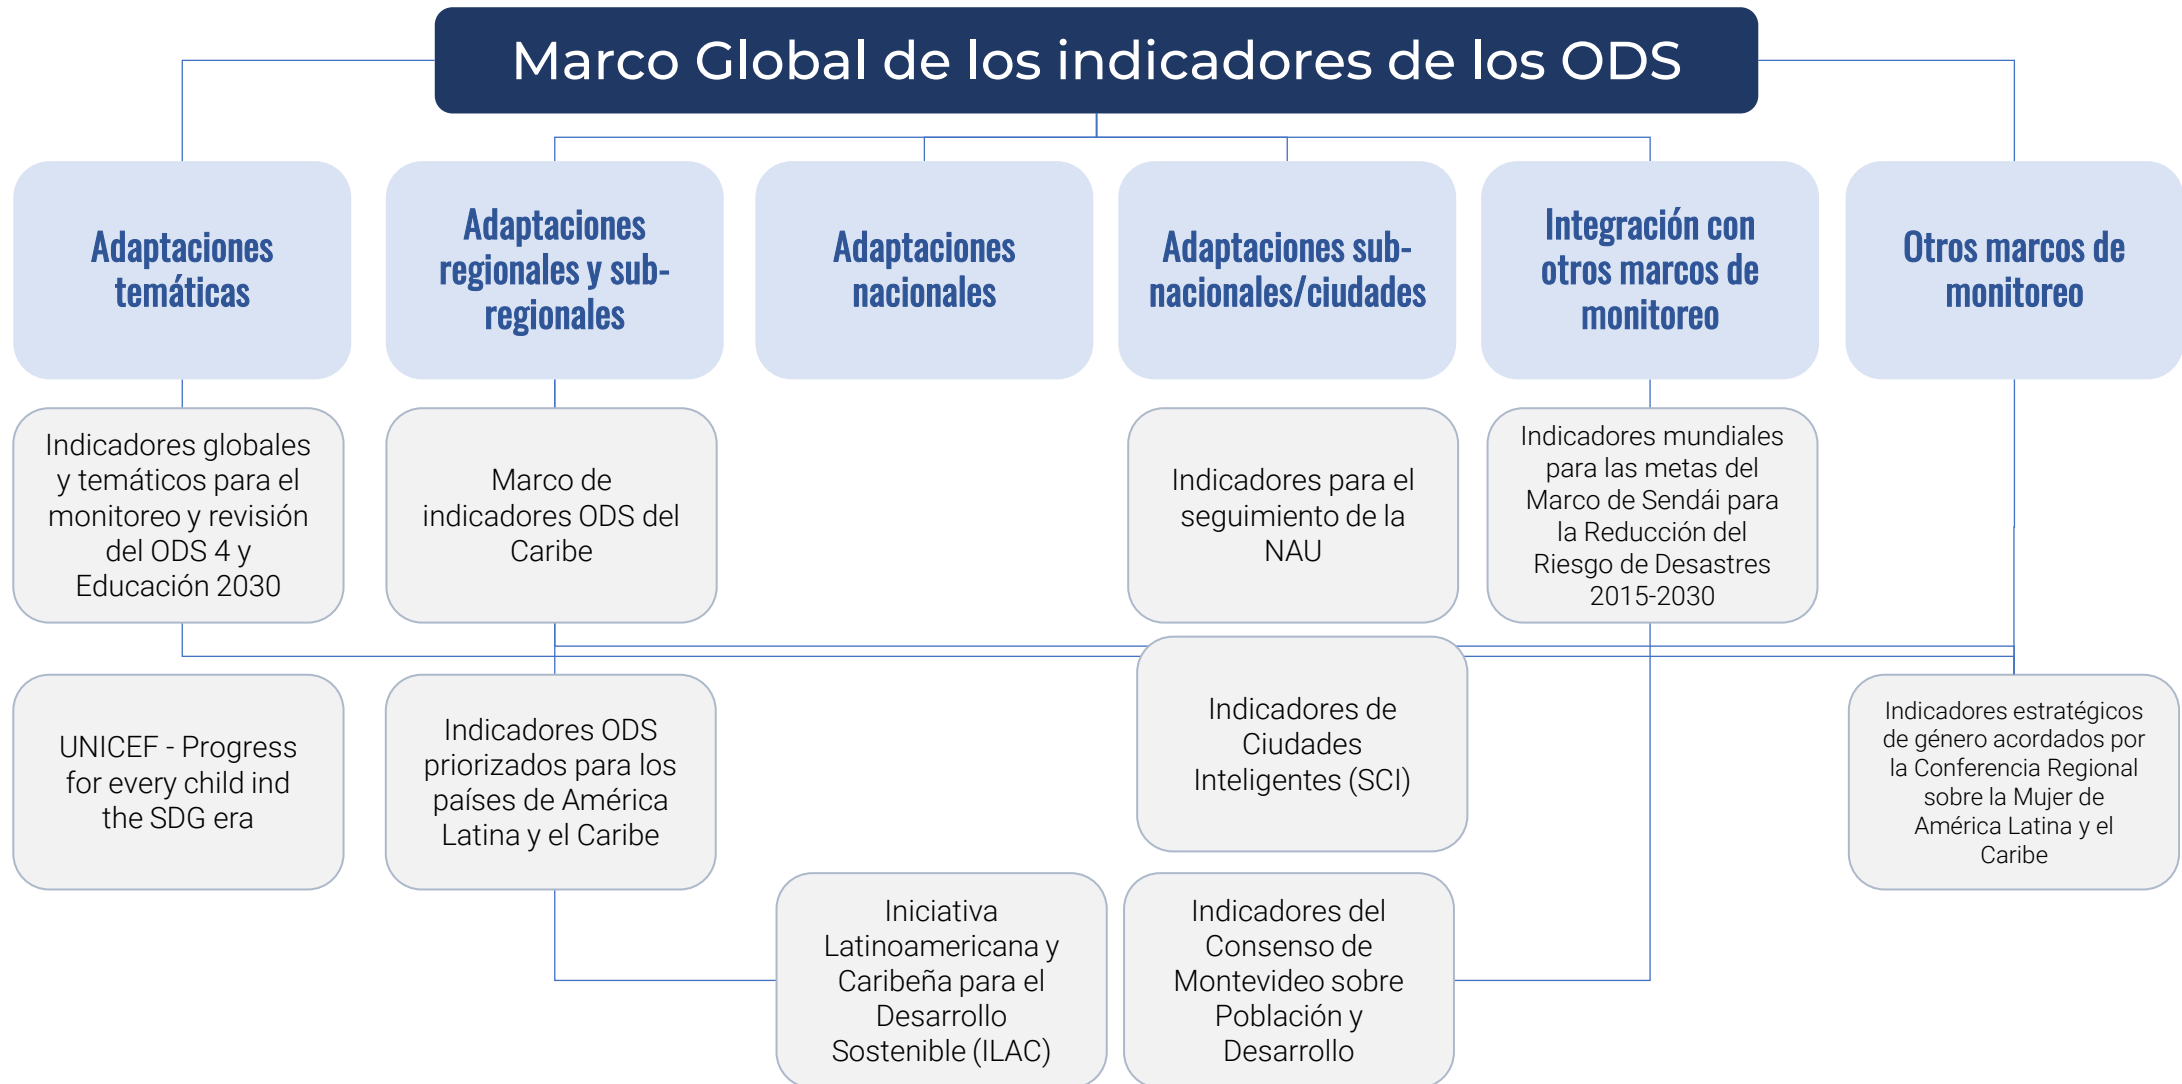 Marco Global de los indicadores de los ODS
Adaptaciones
temáticas
Adaptaciones
regionales y sub-
regionales
Adaptaciones
nacionales
Adaptaciones sub-
nacionales/ciudades
Integración con
otros marcos de
monitoreo
Otros marcos de
monitoreo
Indicadores globales
y temáticos para el
monitoreo y revisión
del ODS 4 y
Educación 2030
Marco de
indicadores ODS del
Caribe
Indicadores para el
seguimiento de la
NAU
Indicadores mundiales
para las metas del
Marco de Sendái para
la Reducción del
Riesgo de Desastres
2015-2030
UNICEF - Progress
for every child ind
the SDG era
Indicadores ODS
priorizados para los
países de América
Latina y el Caribe
Indicadores de
Ciudades
Inteligentes (SCI)
Indicadores estratégicos
de género acordados por
la Conferencia Regional
sobre la Mujer de
América Latina y el
Caribe
Iniciativa
Latinoamericana y
Caribeña para el
Desarrollo
Sostenible (ILAC)
Indicadores del
Consenso de
Montevideo sobre
Población y
Desarrollo